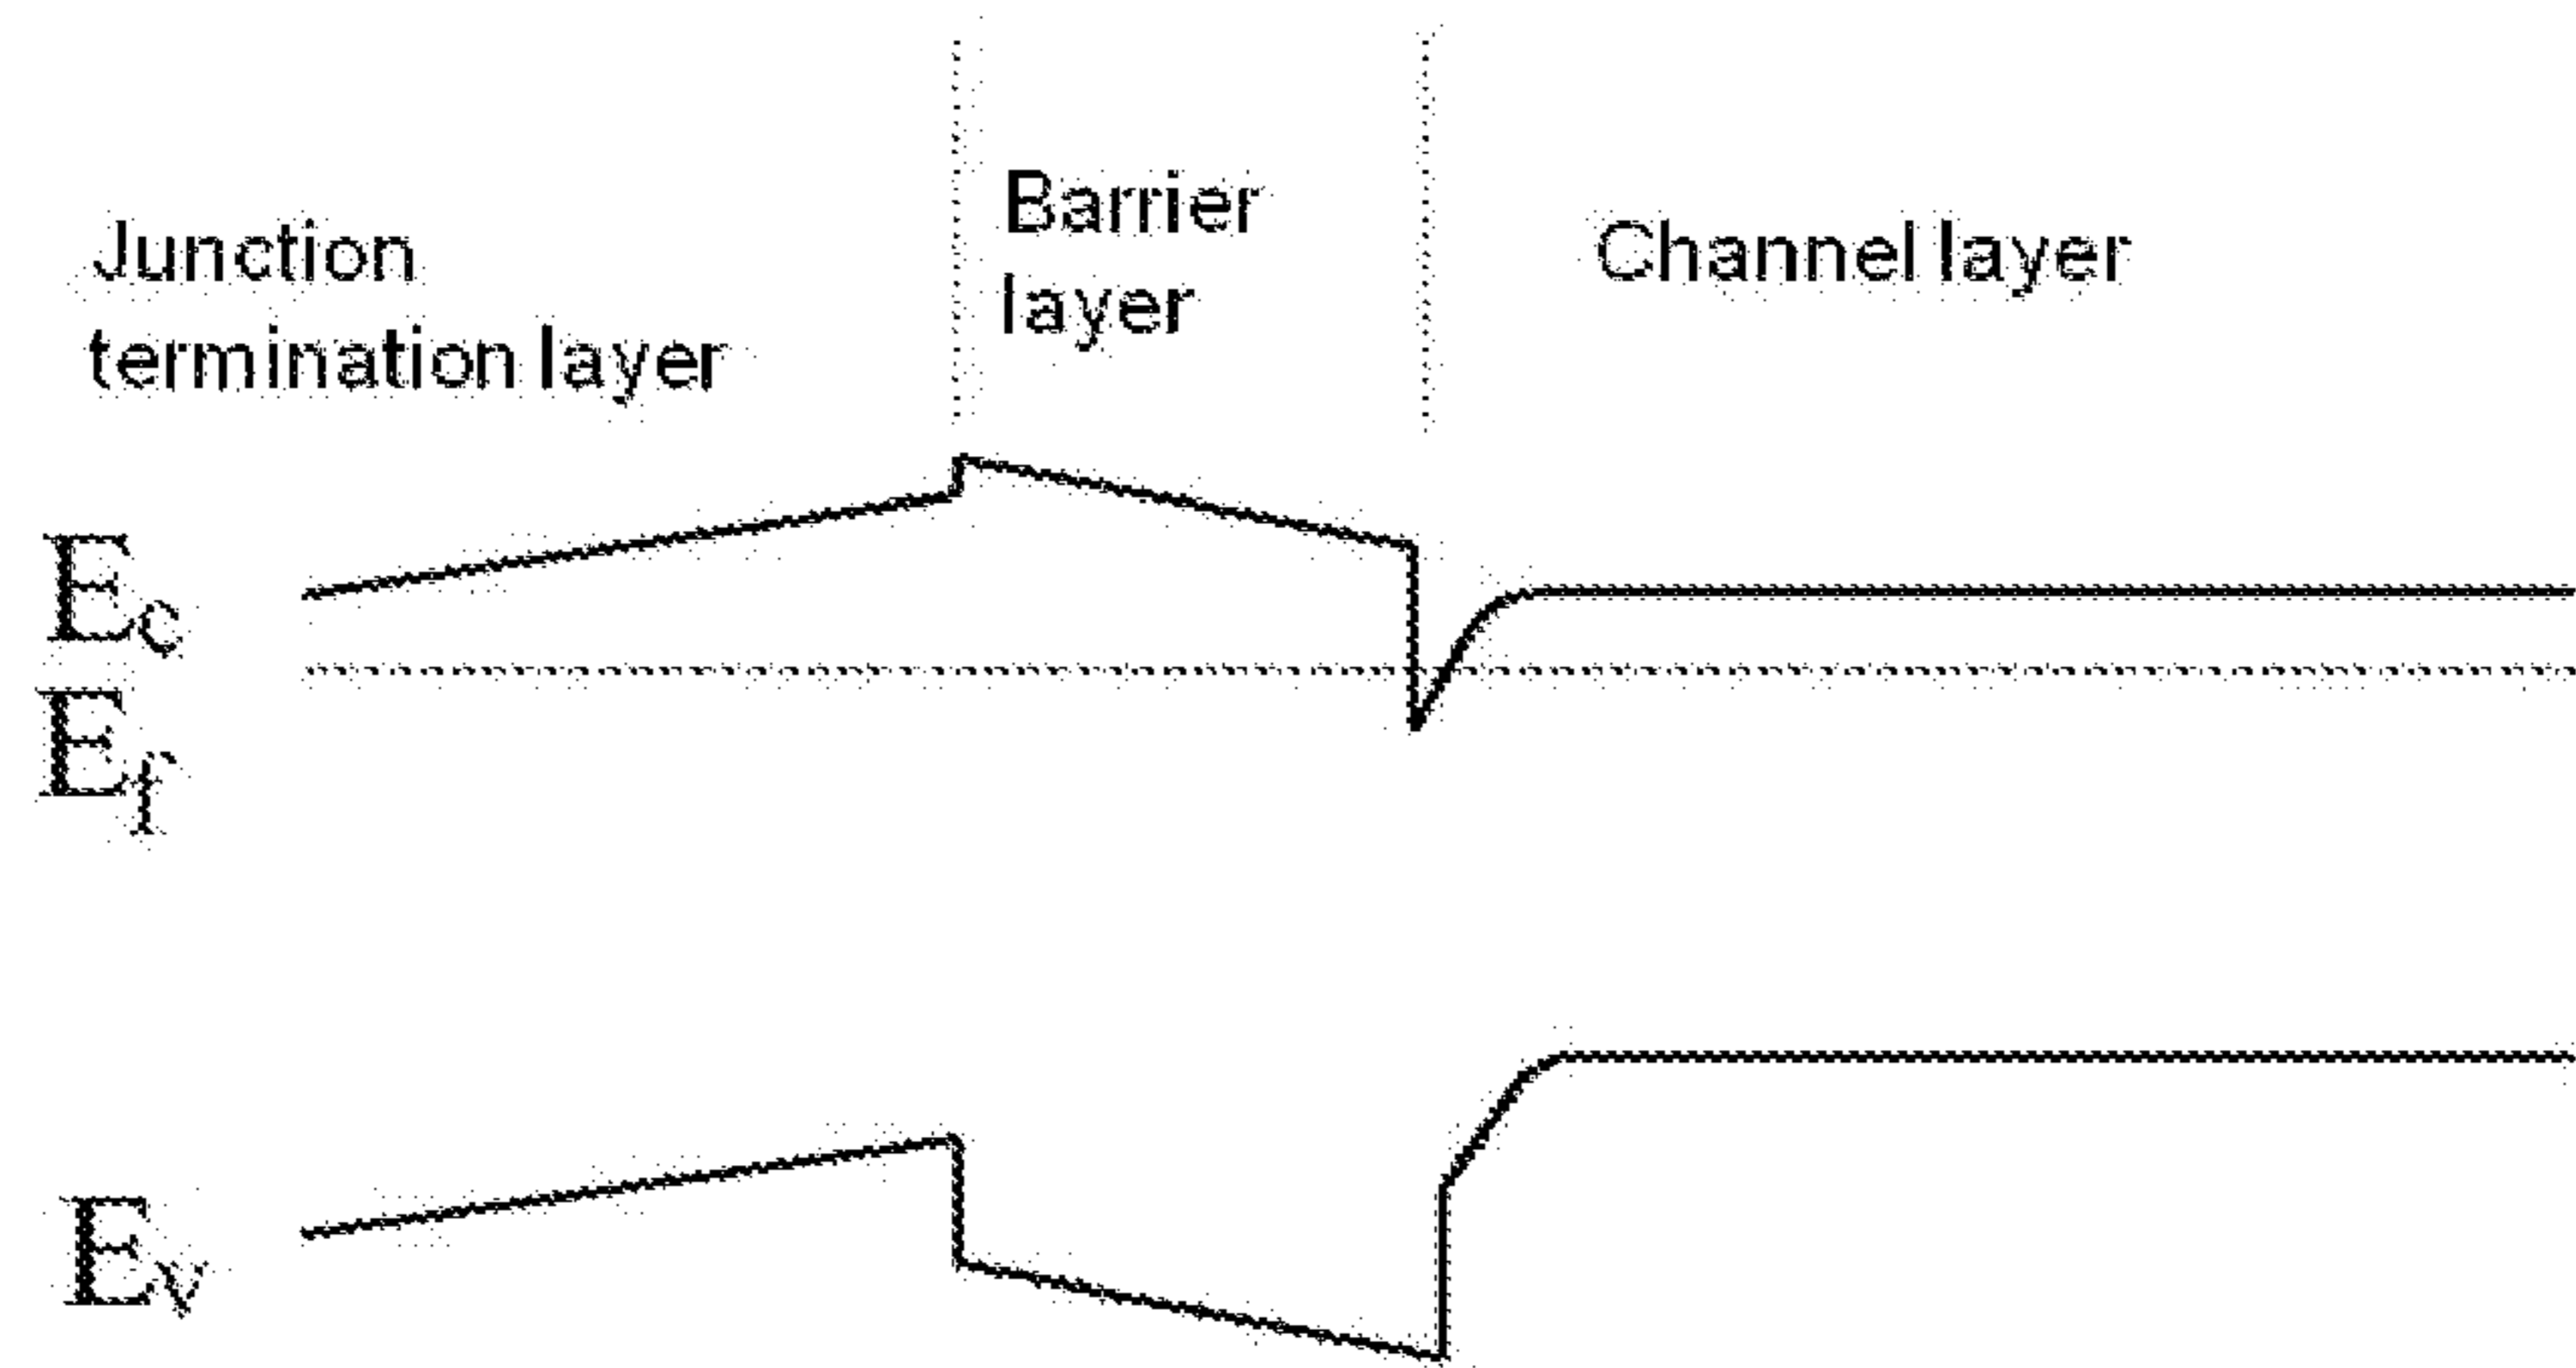 Junction
termination layer
Barrier
layer
Channel layer
Ec
Ef
Ev